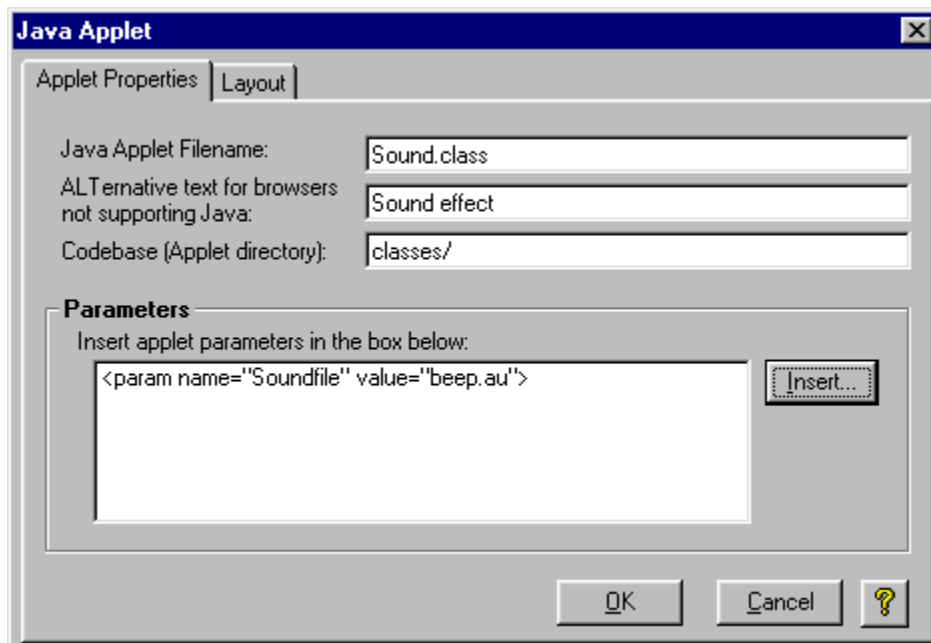 Java Applet
Applet Properties
Layout
Java Applet Filename:
Sound.class
ALTernative text for browsers
not supporting Java:
Sound effect
Codebase (Applet directory):
classes/
Parameters
Insert applet parameters in the box below:
<param name="Soundfile" value="beep.au">
Insert...
OK
Cancel
?